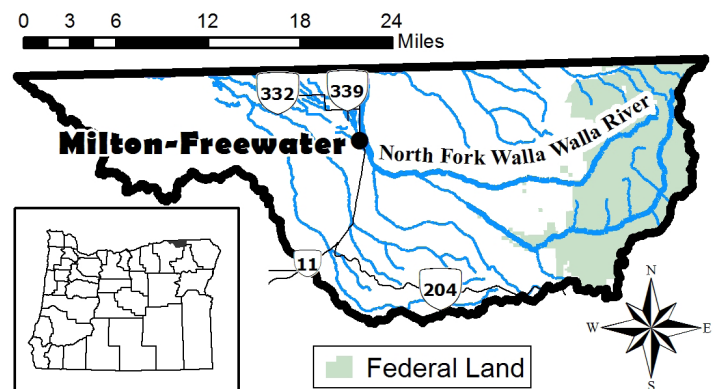 0 3 6 12 18 24
Miles
332
339
Milton-Freewater
North Fork Walla Walla River
11
204
N
W E
S
Federal Land